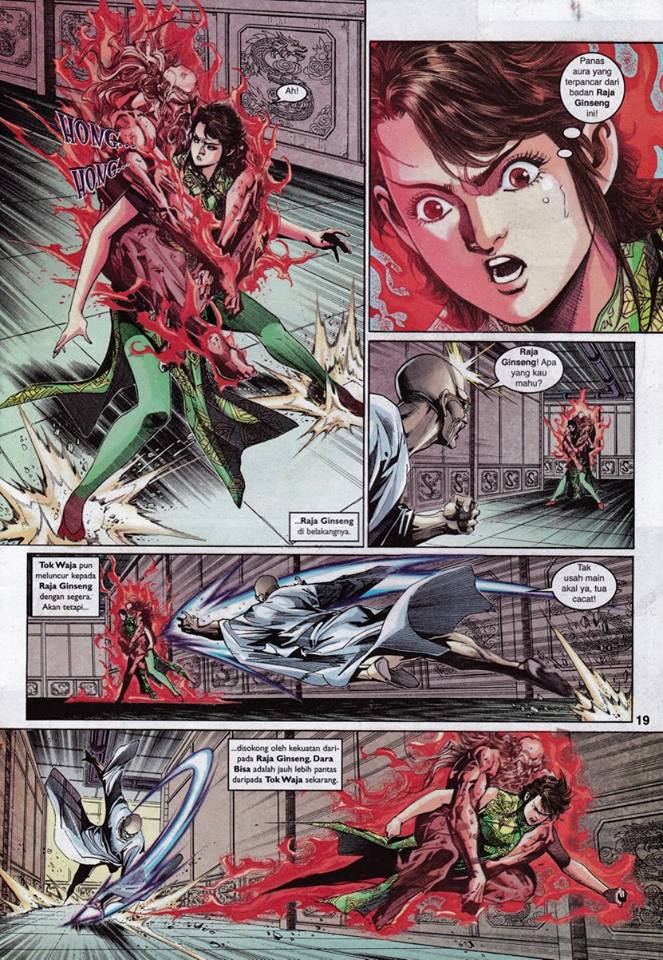 Ah!
HONG...
HONG...
...Raja Ginseng
di belakangnya.
Panas
aura yang
terpancar dari
badan Raja
Ginseng
ini!
Raja
Ginseng! Apa
yang kau
mahu?
Tok Waja pun
meluncur kepada
Raja Ginseng
dengan segera.
Akan tetapi...
Tak
usah main
akal ya, tua
cacat!
19
...disokong oleh kekuatan dari-
pada Raja Ginseng, Dara
Bisa adalah jauh lebih pantas
daripada Tok Waja sekarang.